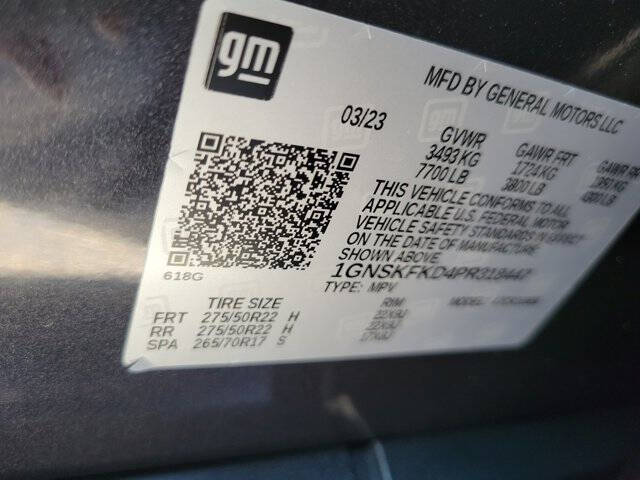 gm
MFD BY GENERAL MOTORS LLC
03/23
GVWR GAWR FRT GAWR
3493 KG 1724 KG
7700 LB 3800 LB
THIS VEHICLE CONFORMS TO ALL
APPLICABLE U.S. FEDERAL MOTOR
VEHICLE SAFETY STANDARDS IN EFFECT
ON THE DATE OF MANUFACTURE
SHOWN ABOVE
1GNSKFKD4PR318447
TYPE: MPV
618G
TIRE SIZE RIM
FRT 275/50R22 H 22X9J
RR 275/50R22 H 22X9J
SPA 265/70R17 S